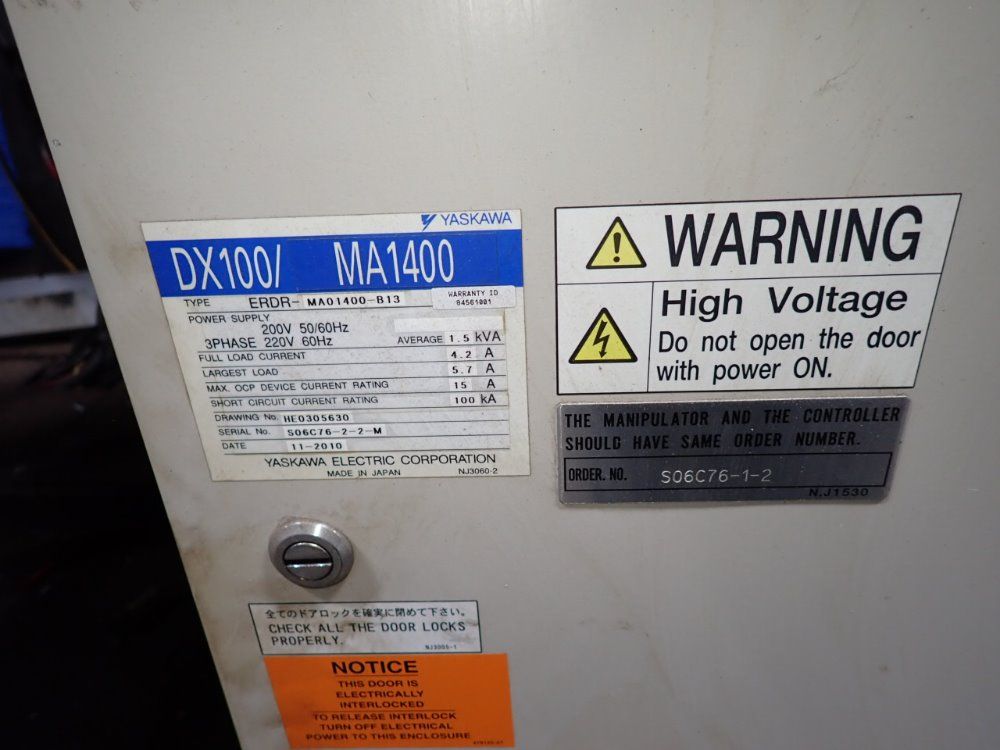 YASKAWA
DX100/ MA1400
TYPE ERDR- MA01400-B13
WARRANTY ID
84561001
POWER SUPPLY
200V 50/60Hz
3PHASE 220V 60Hz
AVERAGE 1.5 kVA
FULL LOAD CURRENT 4.2 A
LARGEST LOAD 5.7 A
MAX. OCP DEVICE CURRENT RATING 15 A
SHORT CIRCUIT CURRENT RATING 100 kA
DRAWING No. HE0305630
SERIAL No. S06C76-2-2-M
DATE 11-2010
YASKAWA ELECTRIC CORPORATION
MADE IN JAPAN NJ3060-2
WARNING
High Voltage
Do not open the door
with power ON.
THE MANIPULATOR AND THE CONTROLLER
SHOULD HAVE SAME ORDER NUMBER.
ORDER. NO. S06C76-1-2
NJ1530
全てのドアロックを確実に閉めて下さい。
CHECK ALL THE DOOR LOCKS
PROPERLY.
NOTICE
THIS DOOR IS
ELECTRICALLY
INTERLOCKED
TO RELEASE INTERLOCK
TURN OFF ELECTRICAL
POWER TO THIS ENCLOSURE